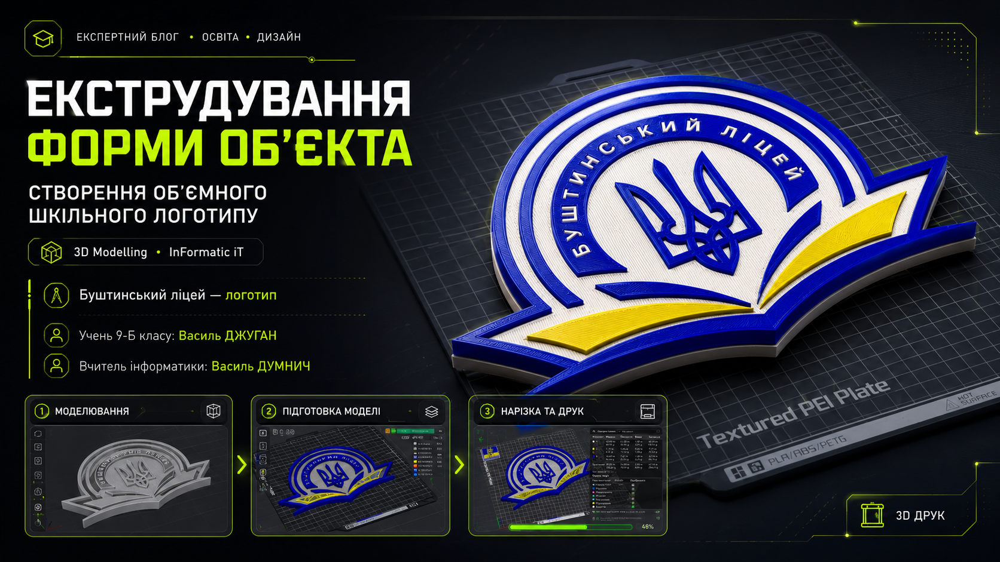 ЕКСПЕРТНИЙ БЛОГ • ОСВІТА • ДИЗАЙН
ЕКСТРУДУВАННЯ
ФОРМИ ОБ’ЄКТА
СТВОРЕННЯ ОБ’ЄМНОГО
ШКІЛЬНОГО ЛОГОТИПУ
3D Modelling • InFormatic iT
Буштинський ліцей — логотип
Учень 9-Б класу: Василь ДЖУГАН
Вчитель інформатики: Василь ДУМНИЧ
БУШТИНСЬКИЙ ЛІЦЕЙ
Textured PEI Plate
PLA/ABS/PETG
HOT
SURFACE
1 МОДЕЛЮВАННЯ
2 ПІДГОТОВКА МОДЕЛІ
3 НАРІЗКА ТА ДРУК
48%
3D ДРУК